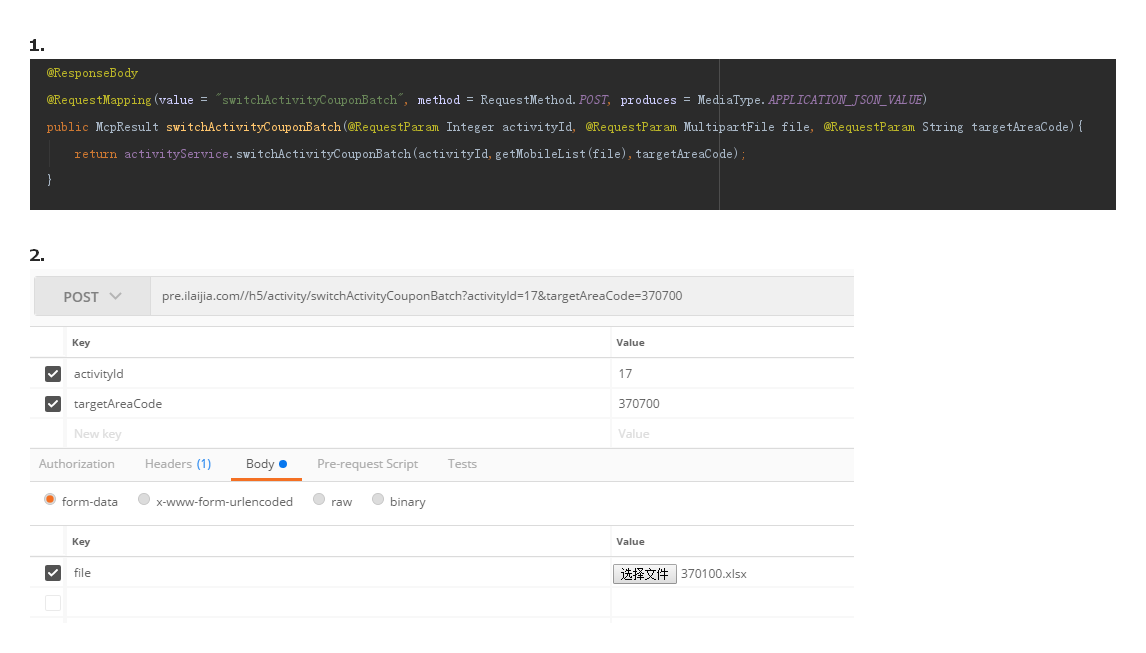 1.
@ResponseBody
@RequestMapping(value = "switchActivityCouponBatch", method = RequestMethod.POST, produces = MediaType.APPLICATION_JSON_VALUE)
public McpResult switchActivityCouponBatch(@RequestParam Integer activityId, @RequestParam MultipartFile file, @RequestParam String targetAreaCode){
return activityService.switchActivityCouponBatch(activityId,getMobileList(file),targetAreaCode);
}
2.
POST pre.ilaijia.com//h5/activity/switchActivityCouponBatch?activityId=17&targetAreaCode=370700
Key Value
activityId 17
targetAreaCode 370700
New key Value
Authorization Headers (1) Body Pre-request Script Tests
form-data x-www-form-urlencoded raw binary
Key Value
file 选择文件 370100.xlsx